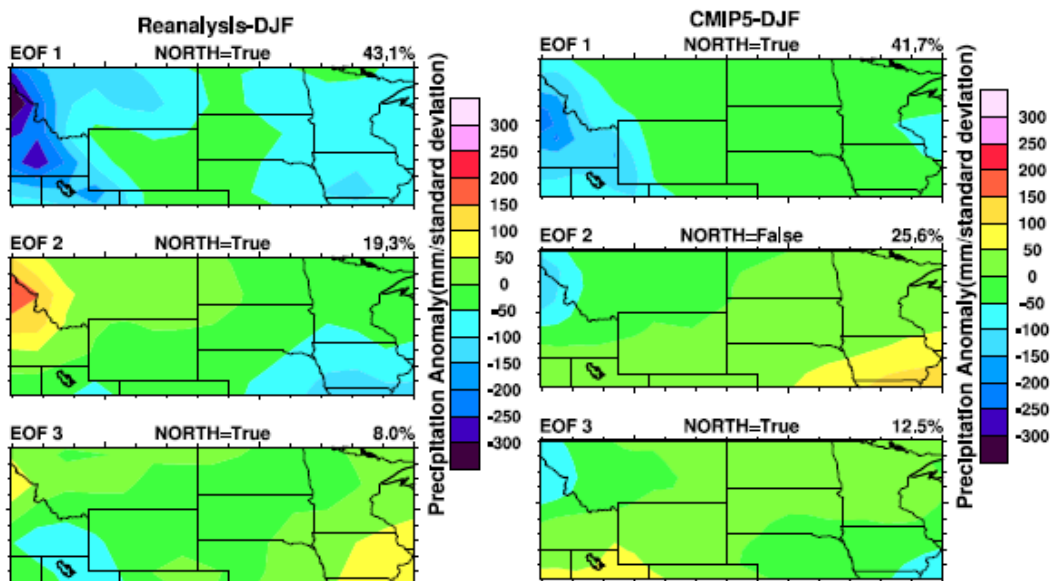 Reanalysis-DJF
EOF 1 NORTH=True 43,1%
EOF 2 NORTH=True 19,3%
EOF 3 NORTH=True 8.0%
300
250
200
150
100
50
0
-50
-100
-150
-200
-250
-300
Precipitation Anomaly(mm/standard deviation)
CMIP5-DJF
EOF 1 NORTH=True 41,7%
EOF 2 NORTH=False 25,6%
EOF 3 NORTH=True 12.5%
300
250
200
150
100
50
0
-50
-100
-150
-200
-250
-300
Precipitation Anomaly(mm/standard deviation)